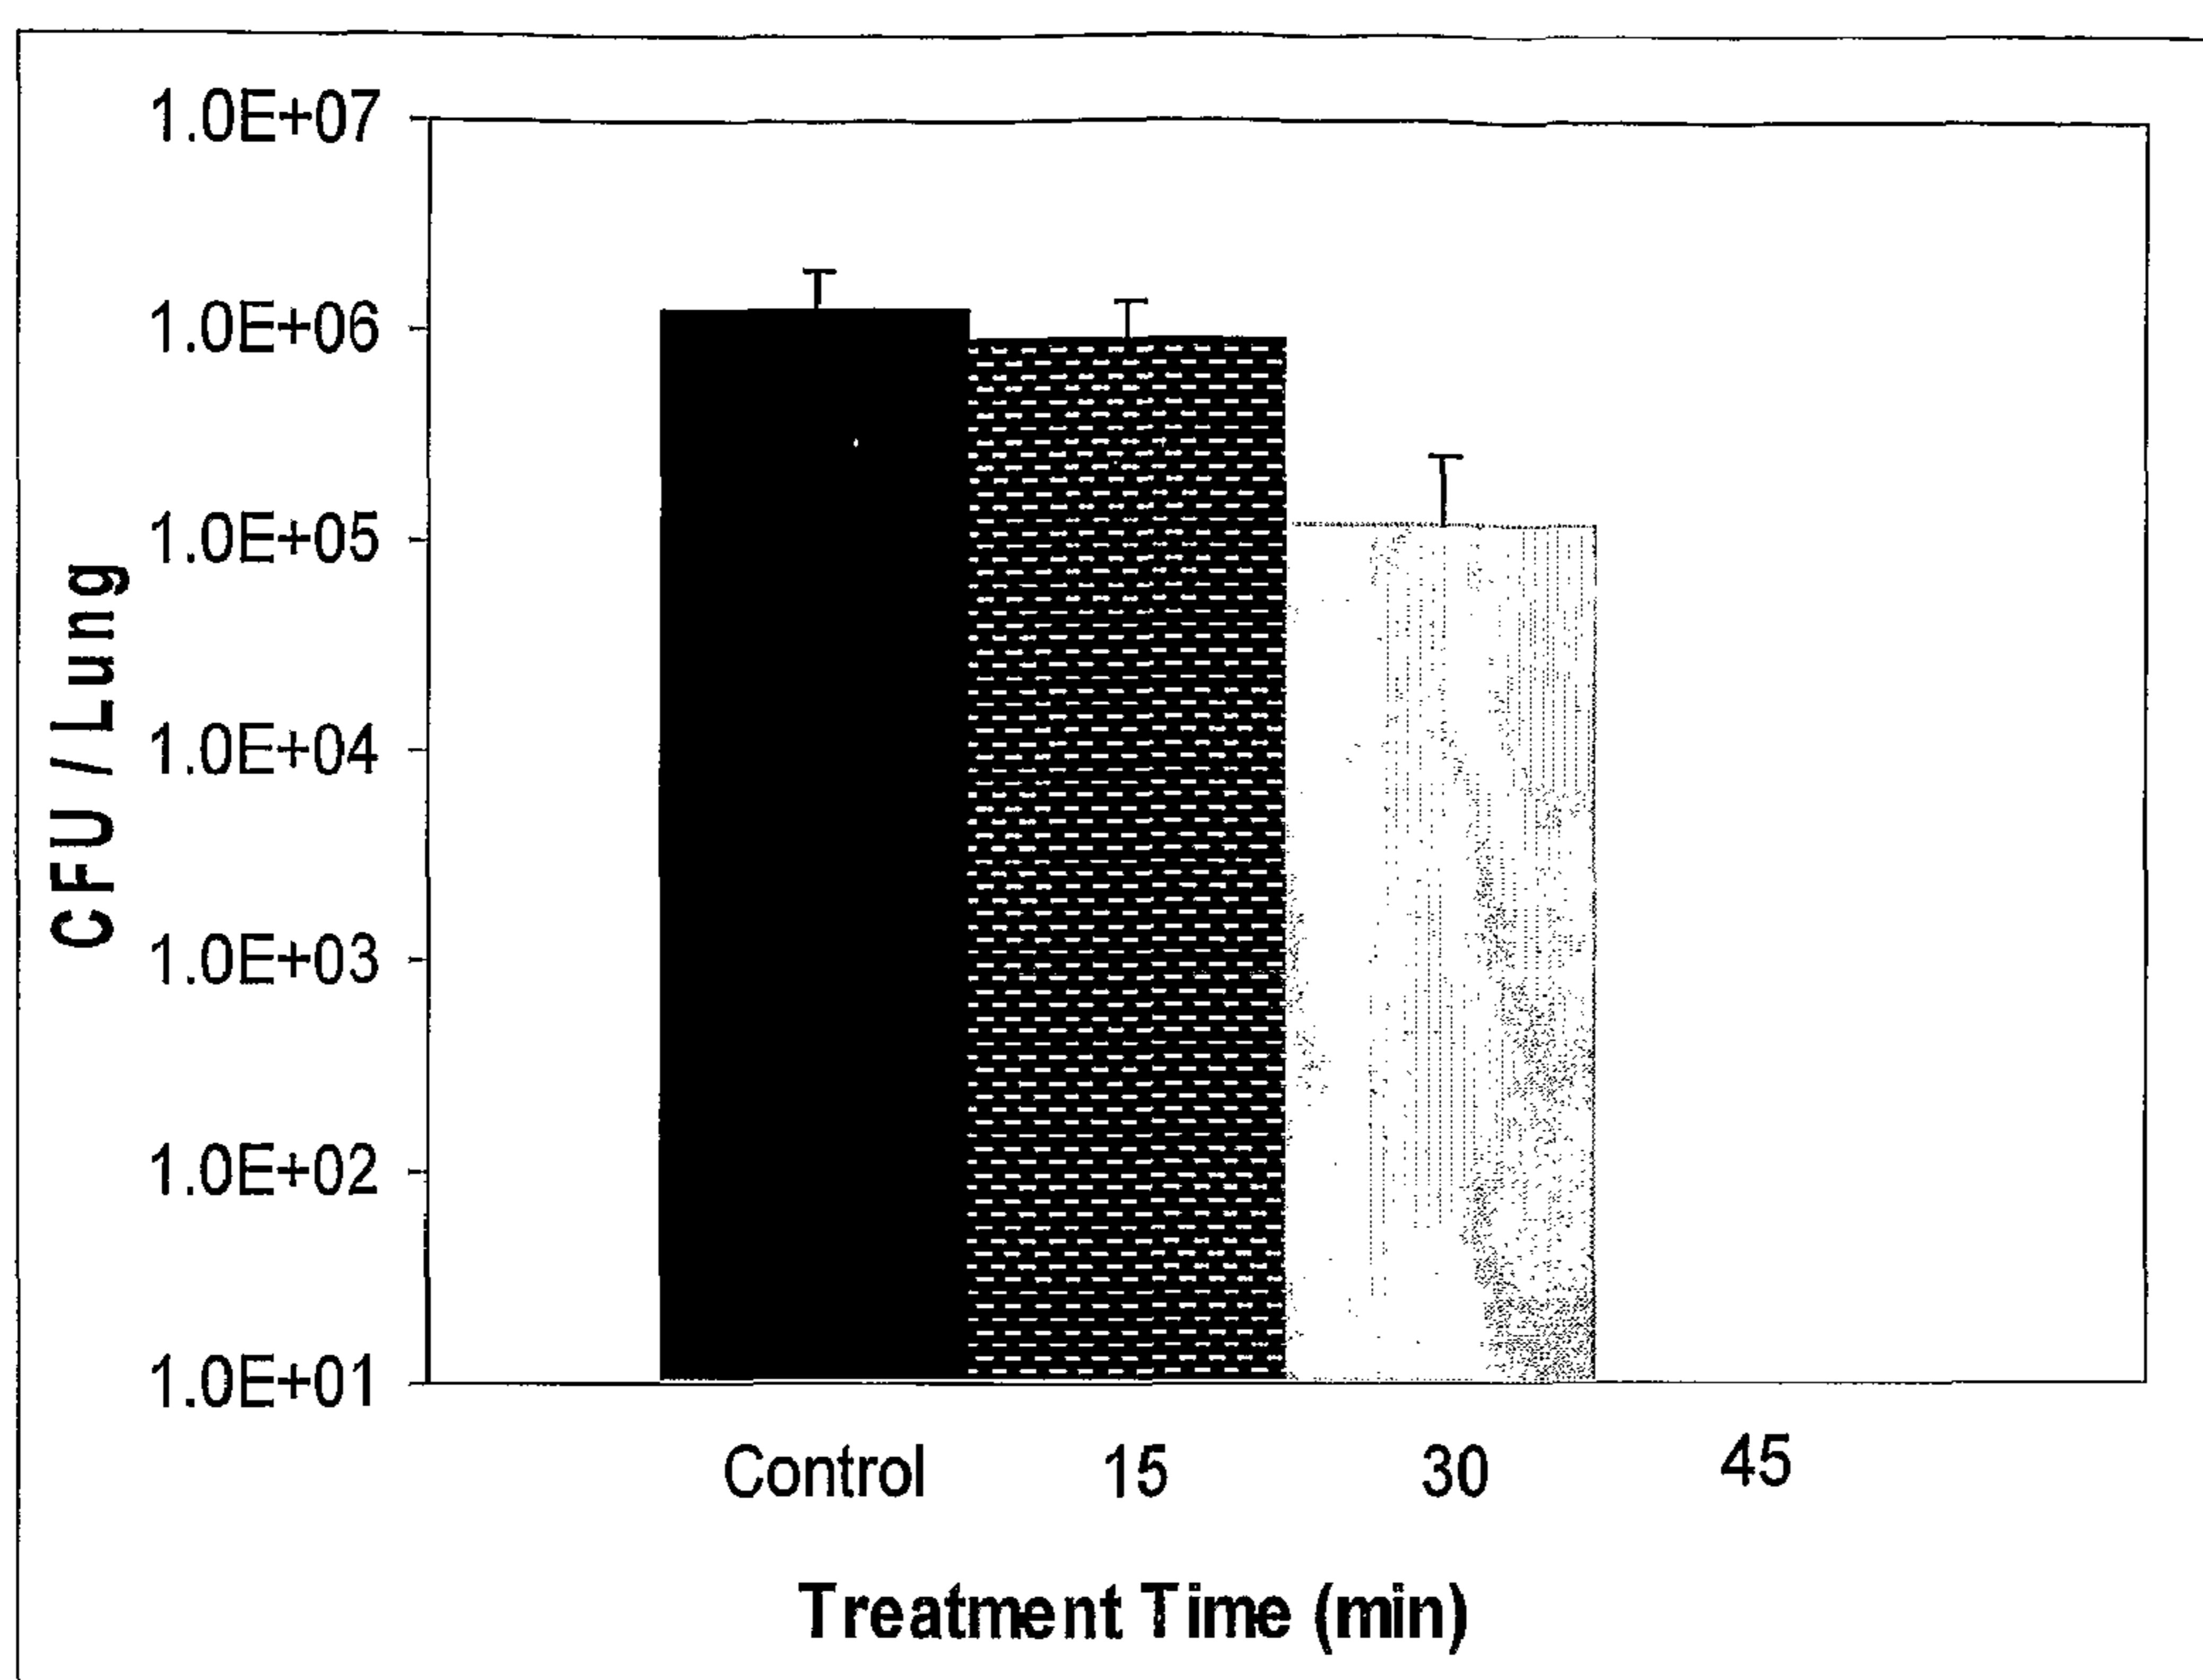 1.0E+07
1.0E+06
1.0E+05
1.0E+04
1.0E+03
1.0E+02
1.0E+01
CFU/Lung
Control 15 30 45
Treatment Time (min)